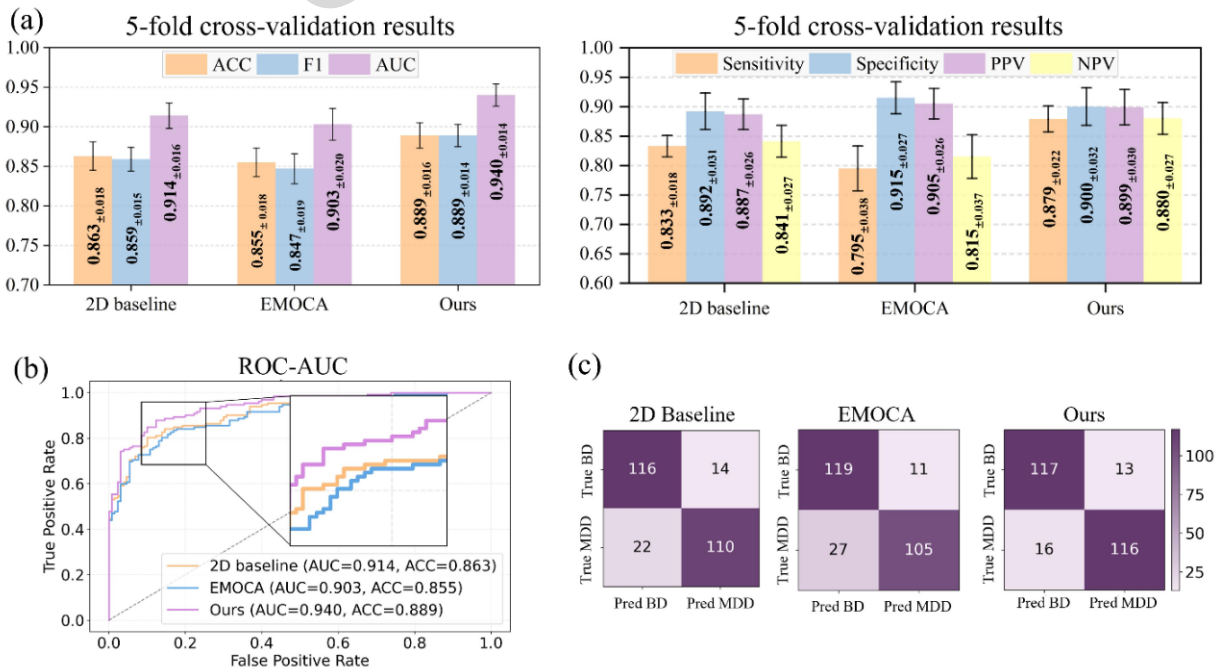 (a)
5-fold cross-validation results
ACC F1 AUC
1.00
0.95
0.90
0.85
0.80
0.75
0.70
0.863±0.018
0.859±0.015
0.914±0.016
0.855±0.018
0.847±0.019
0.903±0.020
0.889±0.016
0.889±0.014
0.940±0.014
2D baseline EMOCA Ours
5-fold cross-validation results
Sensitivity Specificity PPV NPV
1.00
0.95
0.90
0.85
0.80
0.75
0.70
0.65
0.60
0.833±0.018
0.892±0.031
0.887±0.026
0.841±0.027
0.795±0.038
0.915±0.027
0.905±0.026
0.815±0.037
0.879±0.022
0.900±0.032
0.899±0.030
0.880±0.027
2D baseline EMOCA Ours
(b)
ROC-AUC
True Positive Rate
1.0
0.8
0.6
0.4
0.2
0.0
2D baseline (AUC=0.914, ACC=0.863)
EMOCA (AUC=0.903, ACC=0.855)
Ours (AUC=0.940, ACC=0.889)
0.0 0.2 0.4 0.6 0.8 1.0
False Positive Rate
(c)
2D Baseline
True BD
116 14
True MDD
22 110
Pred BD Pred MDD
EMOCA
True BD
119 11
True MDD
27 105
Pred BD Pred MDD
Ours
True BD
117 13
True MDD
16 116
Pred BD Pred MDD
100
75
50
25